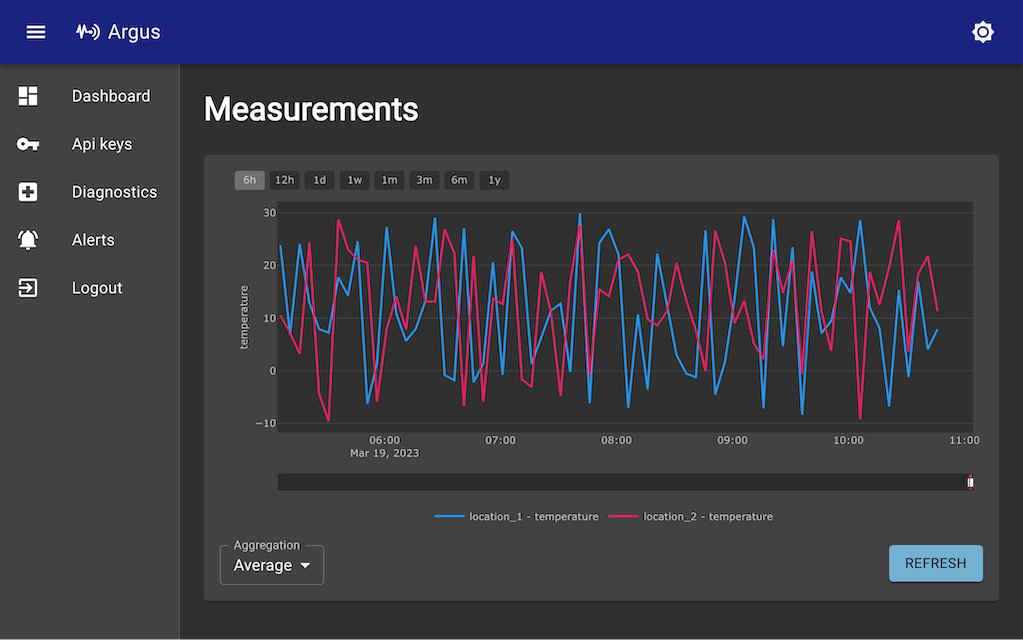 Argus
Dashboard
Api keys
Diagnostics
Alerts
Logout
Measurements
6h 12h 1d 1w 1m 3m 6m 1y
30
20
10
0
−10
temperature
06:00 07:00 08:00 09:00 10:00 11:00
Mar 19, 2023
location_1 - temperature location_2 - temperature
Aggregation
Average
REFRESH